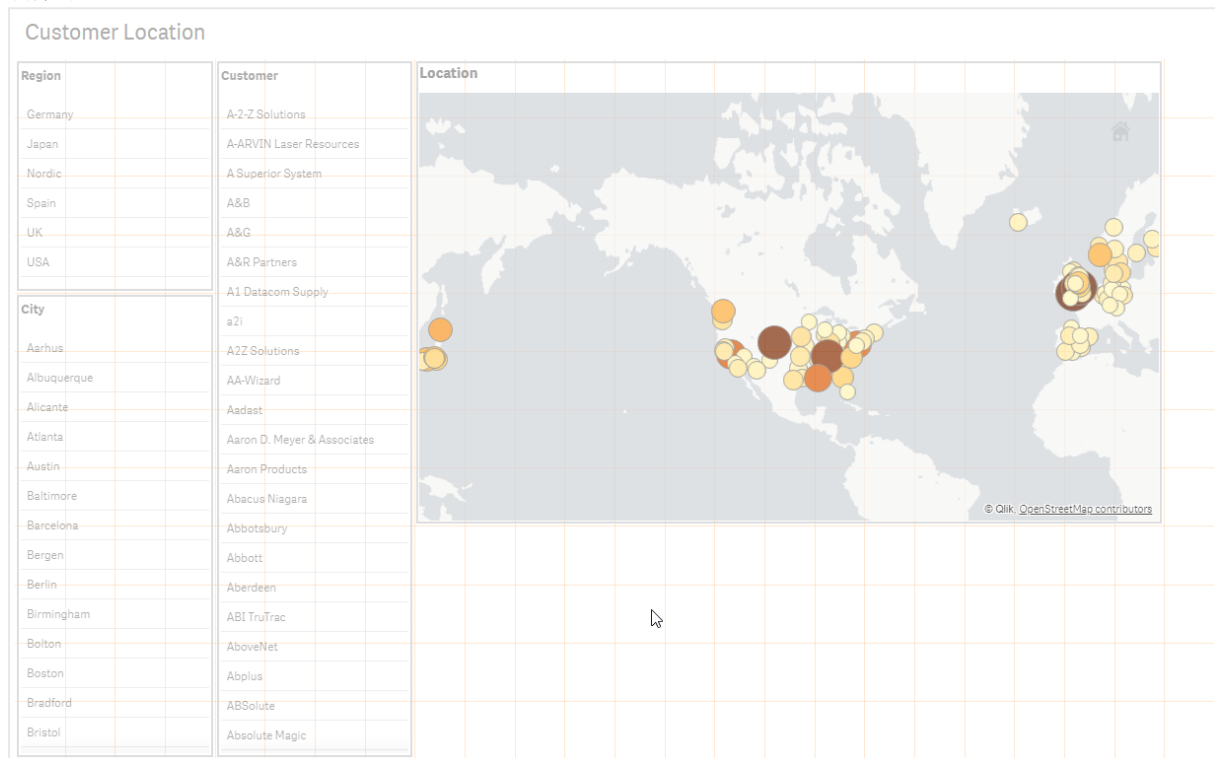 Customer Location
Region
Germany
Japan
Nordic
Spain
UK
USA
City
Aarhus
Albuquerque
Alicante
Atlanta
Austin
Baltimore
Barcelona
Bergen
Berlin
Birmingham
Bolton
Boston
Bradford
Bristol
Customer
A-2-Z Solutions
A-ARVIN Laser Resources
A Superior System
A&B
A&G
A&R Partners
A1 Datacom Supply
a2i
A2Z Solutions
AA-Wizard
Aadast
Aaron D. Meyer & Associates
Aaron Products
Abacus Niagara
Abbotsbury
Abbott
Aberdeen
ABI TruTrac
AboveNet
Abplus
ABSolute
Absolute Magic
Location
© Qlik, OpenStreetMap contributors